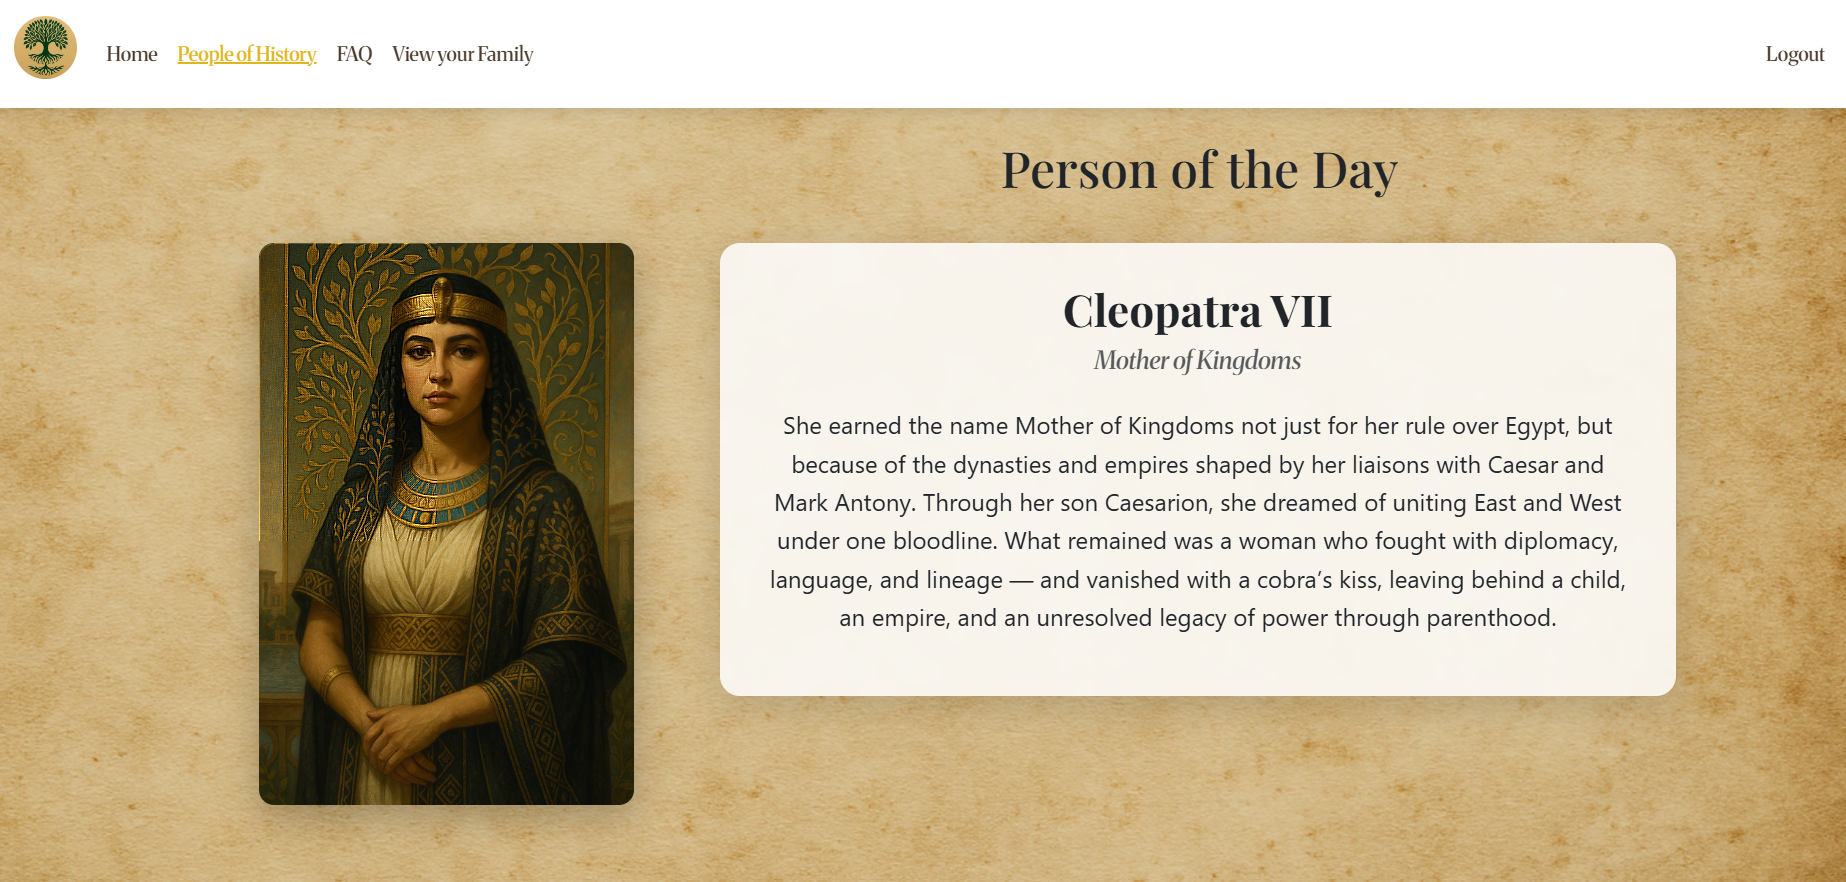 Home People of History FAQ View your Family Logout
Person of the Day
Cleopatra VII
Mother of Kingdoms
She earned the name Mother of Kingdoms not just for her rule over Egypt, but
because of the dynasties and empires shaped by her liaisons with Caesar and
Mark Antony. Through her son Caesarion, she dreamed of uniting East and West
under one bloodline. What remained was a woman who fought with diplomacy,
language, and lineage — and vanished with a cobra’s kiss, leaving behind a child,
an empire, and an unresolved legacy of power through parenthood.